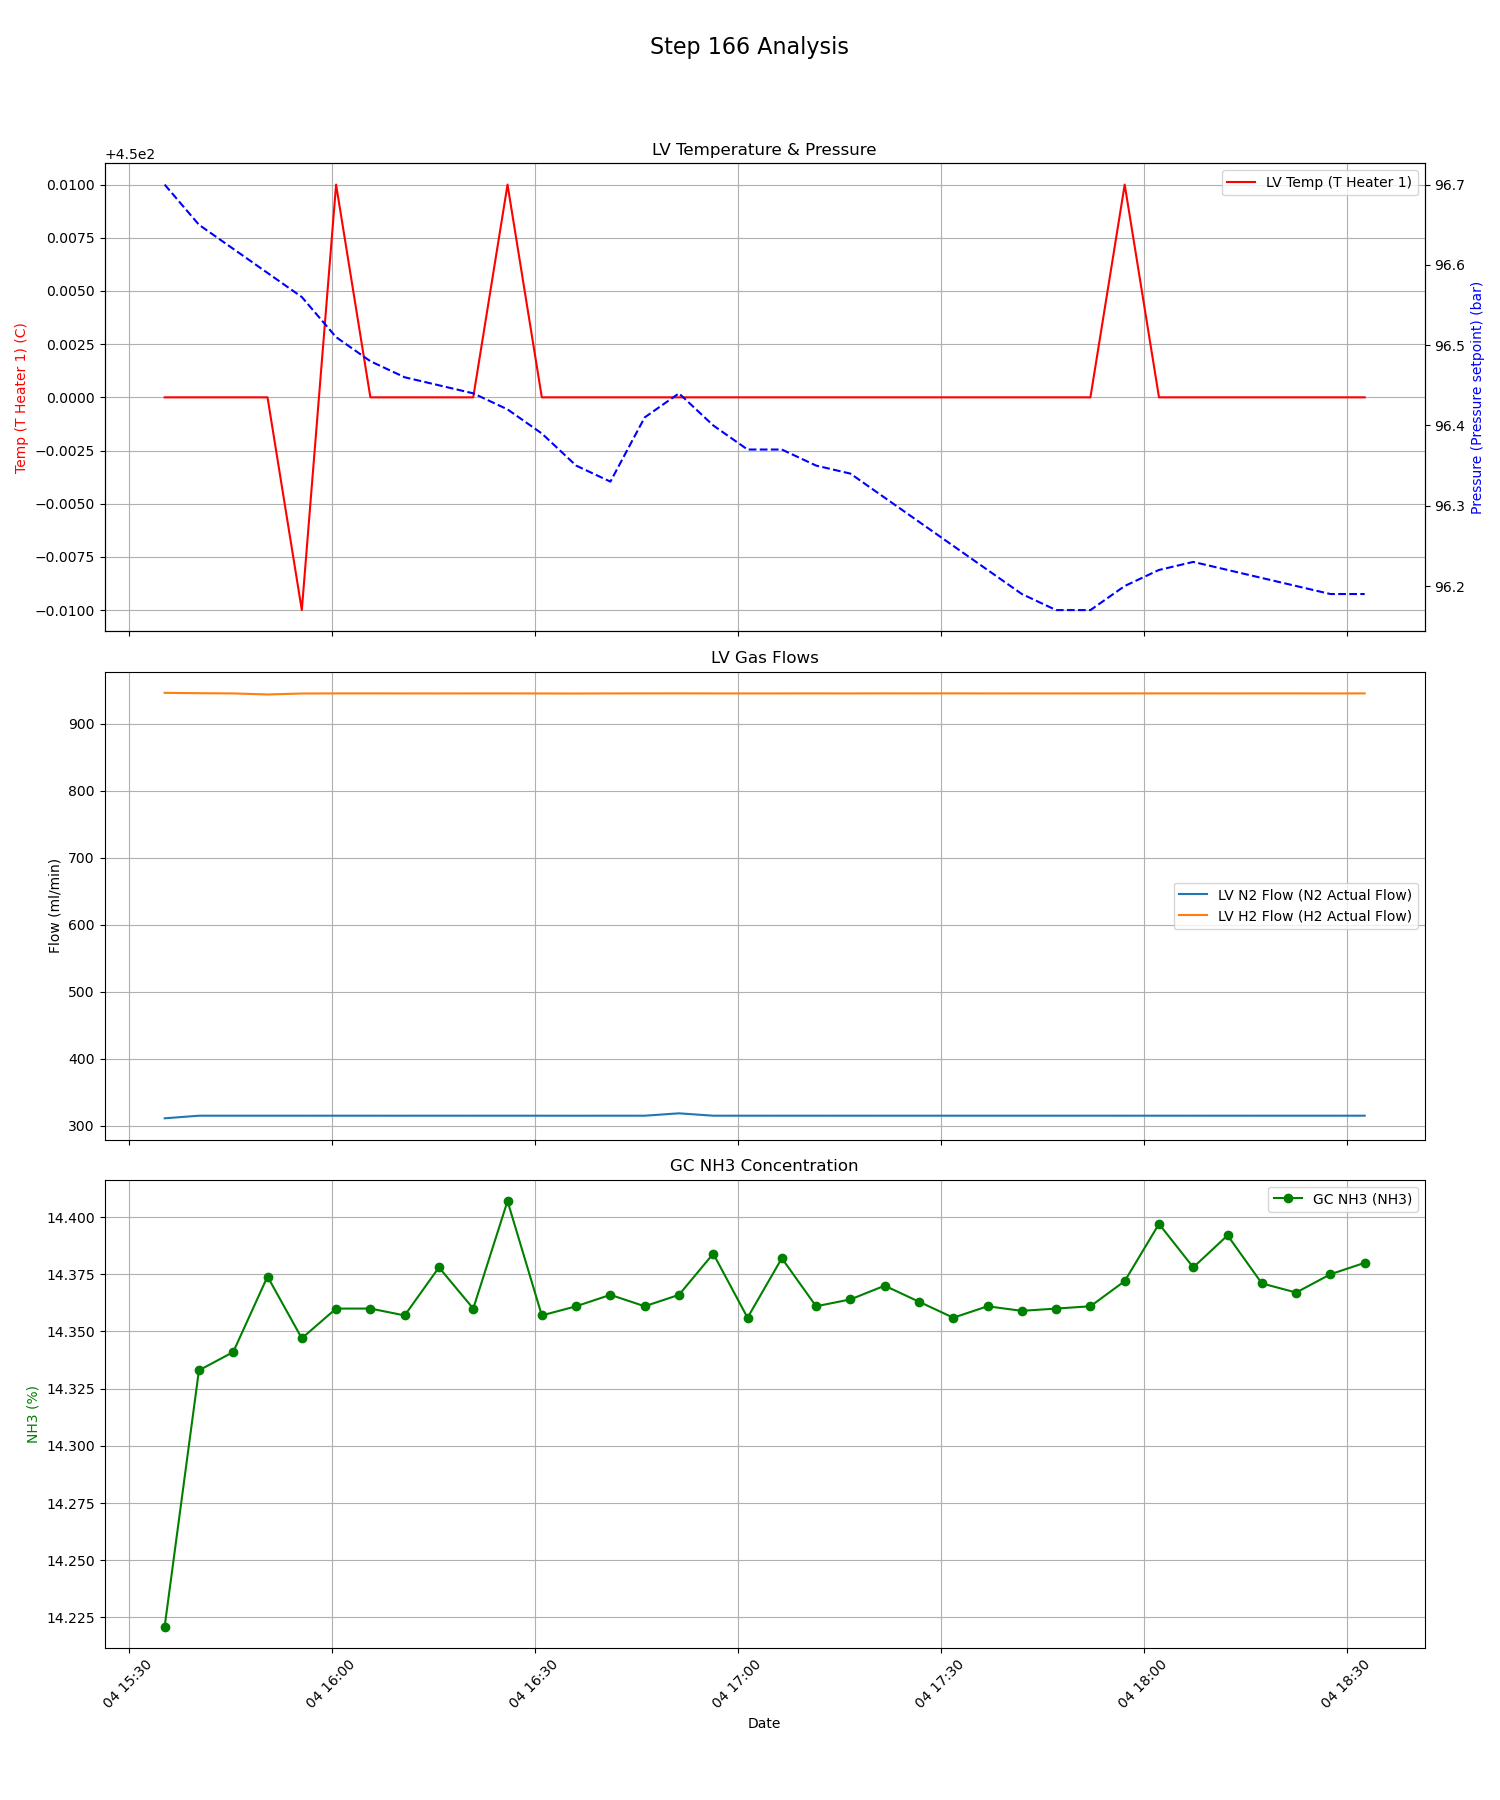 Step 166 Analysis
LV Temperature & Pressure
+4.5e2
0.0100
0.0075
0.0050
0.0025
0.0000
−0.0025
−0.0050
−0.0075
−0.0100
Temp (T Heater 1) (C)
LV Temp (T Heater 1)
96.7
96.6
96.5
96.4
96.3
96.2
Pressure (Pressure setpoint) (bar)
LV Gas Flows
900
800
700
600
500
400
300
Flow (ml/min)
LV N2 Flow (N2 Actual Flow)
LV H2 Flow (H2 Actual Flow)
GC NH3 Concentration
14.400
14.375
14.350
14.325
14.300
14.275
14.250
14.225
NH3 (%)
GC NH3 (NH3)
04 15:30
04 16:00
04 16:30
04 17:00
04 17:30
04 18:00
04 18:30
Date